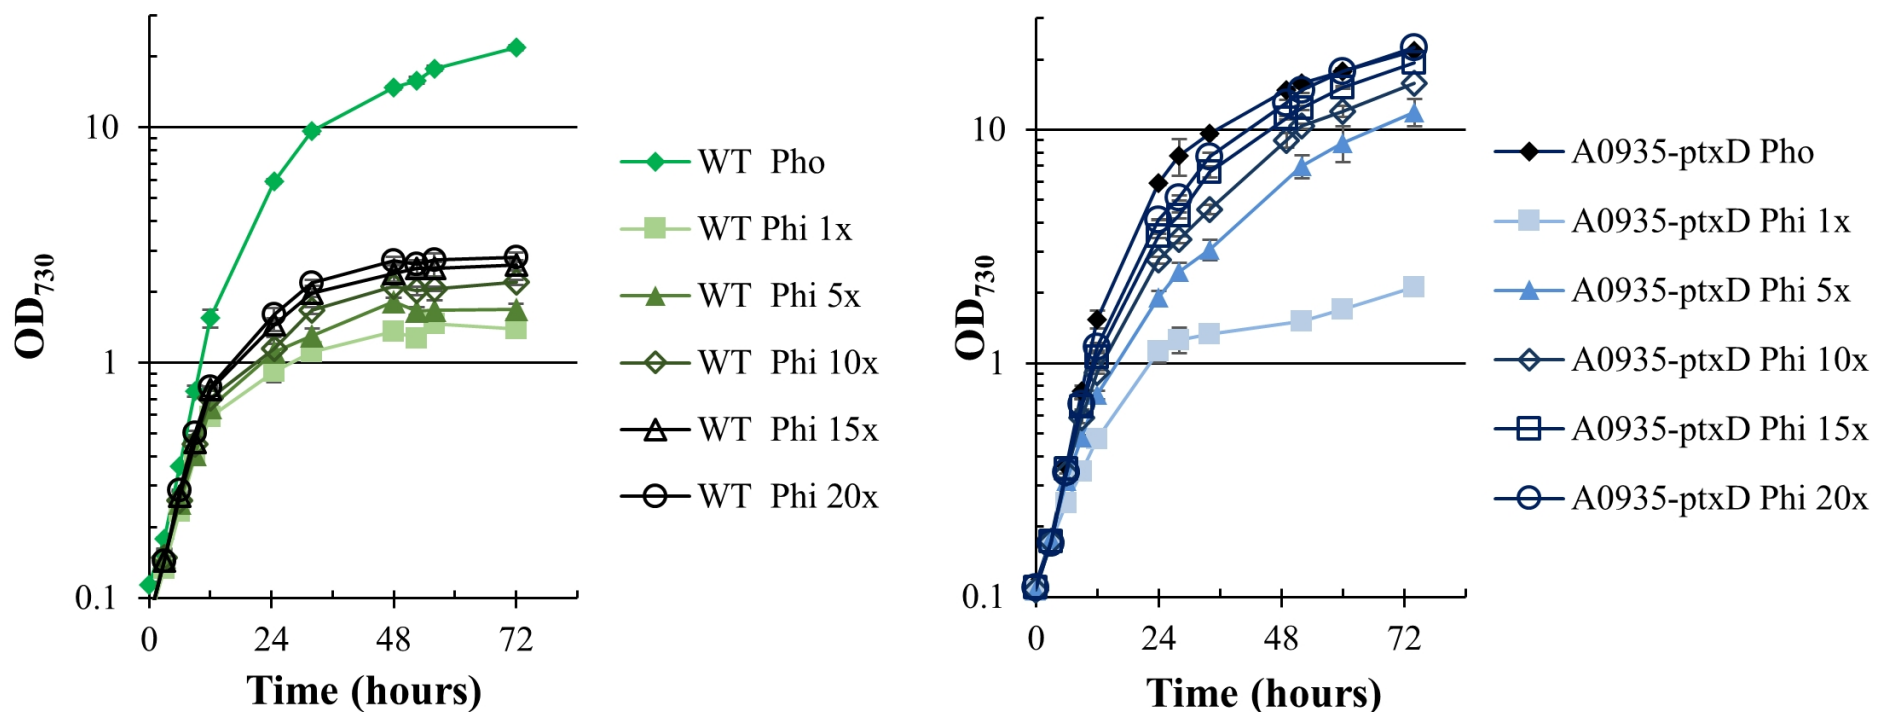 OD730
10
1
0.1
0 24 48 72
Time (hours)
WT Pho
WT Phi 1x
WT Phi 5x
WT Phi 10x
WT Phi 15x
WT Phi 20x
OD730
10
1
0.1
0 24 48 72
Time (hours)
A0935-ptxD Pho
A0935-ptxD Phi 1x
A0935-ptxD Phi 5x
A0935-ptxD Phi 10x
A0935-ptxD Phi 15x
A0935-ptxD Phi 20x